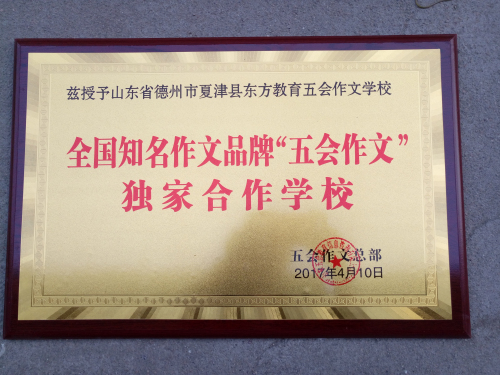 兹授予山东省德州市夏津县东方教育五会作文学校
全国知名作文品牌“五会作文”
独家合作学校
五会作文总部
2017年4月10日